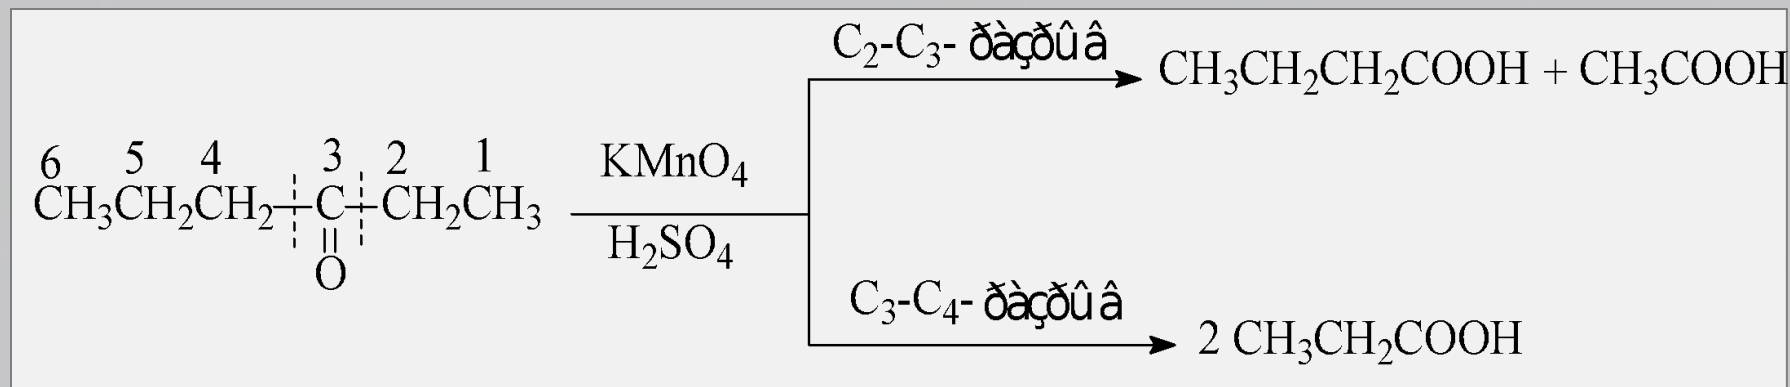 C₂-C₃- ðàçðûâ
CH₃CH₂CH₂COOH + CH₃COOH
6 5 4 3 2 1
CH₃CH₂CH₂-C-CH₂CH₃
O
KMnO₄
H₂SO₄
C₃-C₄- ðàçðûâ
2 CH₃CH₂COOH